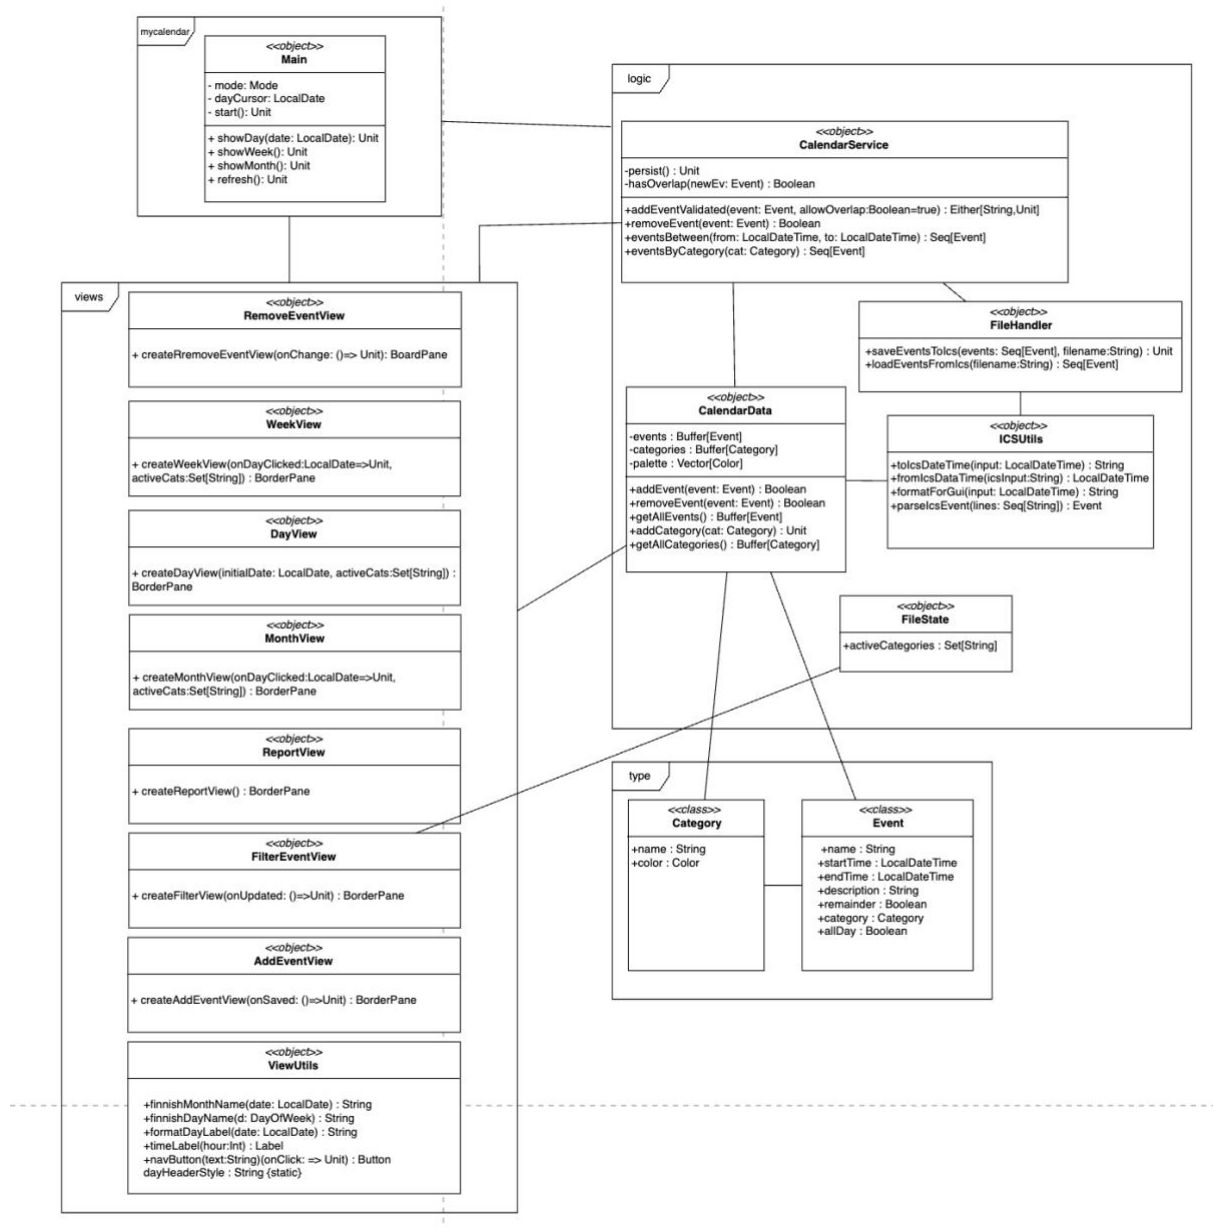 mycalendar
<<object>>
Main
- mode: Mode
- dayCursor: LocalDate
- start(): Unit
+ showDay(date: LocalDate): Unit
+ showWeek(): Unit
+ showMonth(): Unit
+ refresh(): Unit
logic
<<object>>
CalendarService
-persist() : Unit
-hasOverlap(newEv: Event) : Boolean
+addEventValidated(event: Event, allowOverlap:Boolean=true) : Either[String,Unit]
+removeEvent(event: Event) : Boolean
+eventsBetween(from: LocalDateTime, to: LocalDateTime) : Seq[Event]
+eventsByCategory(cat: Category) : Seq[Event]
<<object>>
FileHandler
+saveEventsToIcs(events: Seq[Event], filename:String) : Unit
+loadEventsFromIcs(filename:String) : Seq[Event]
<<object>>
CalendarData
-events : Buffer[Event]
-categories : Buffer[Category]
-palette : Vector[Color]
+addEvent(event: Event) : Boolean
+removeEvent(event: Event) : Boolean
+getAllEvents() : Buffer[Event]
+addCategory(cat: Category) : Unit
+getAllCategories() : Buffer[Category]
<<object>>
ICSUtils
+toIcsDateTime(input: LocalDateTime) : String
+fromIcsDataTime(icsInput:String) : LocalDateTime
+formatForGui(input: LocalDateTime) : String
+parseIcsEvent(lines: Seq[String]) : Event
<<object>>
FileState
+activeCategories : Set[String]
views
<<object>>
RemoveEventView
+ createRremoveEventView(onChange: ()=> Unit): BoardPane
<<object>>
WeekView
+ createWeekView(onDayClicked:LocalDate=>Unit,
activeCats:Set[String]) : BorderPane
<<object>>
DayView
+ createDayView(initialDate: LocalDate, activeCats:Set[String]) :
BorderPane
<<object>>
MonthView
+ createMonthView(onDayClicked:LocalDate=>Unit,
activeCats:Set[String]) : BorderPane
<<object>>
ReportView
+ createReportView() : BorderPane
<<object>>
FilterEventView
+ createFilterView(onUpdated: ()=>Unit) : BorderPane
<<object>>
AddEventView
+ createAddEventView(onSaved: ()=>Unit) : BorderPane
<<object>>
ViewUtils
+finnishMonthName(date: LocalDate) : String
+finnishDayName(d: DayOfWeek) : String
+formatDayLabel(date: LocalDate) : String
+timeLabel(hour:Int) : Label
+navButton(text:String)(onClick: => Unit) : Button
dayHeaderStyle : String {static}
type
<<class>>
Category
+name : String
+color : Color
<<class>>
Event
+name : String
+startTime : LocalDateTime
+endTime : LocalDateTime
+description : String
+remainder : Boolean
+category : Category
+allDay : Boolean